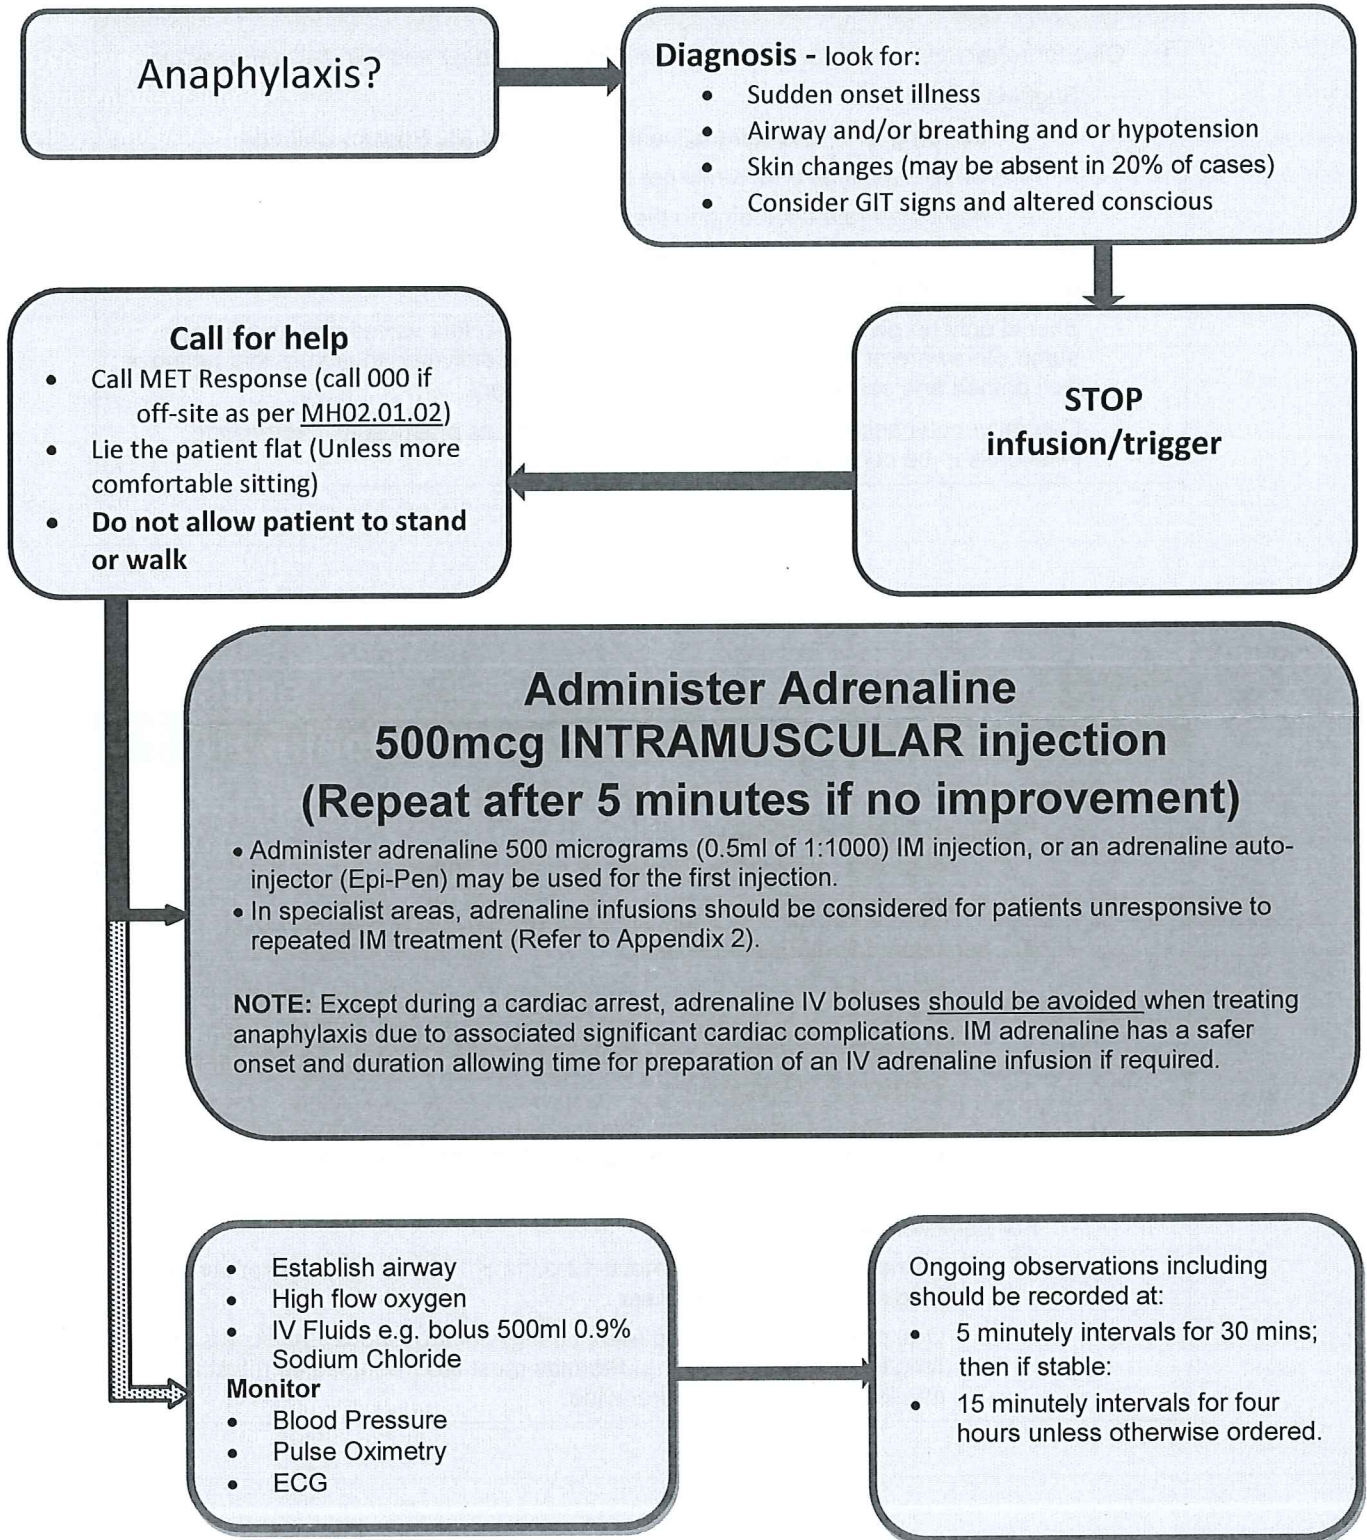 Anaphylaxis?
Diagnosis - look for:
• Sudden onset illness
• Airway and/or breathing and or hypotension
• Skin changes (may be absent in 20% of cases)
• Consider GIT signs and altered conscious
STOP
infusion/trigger
Call for help
• Call MET Response (call 000 if
off-site as per MH02.01.02)
• Lie the patient flat (Unless more
comfortable sitting)
• Do not allow patient to stand
or walk
Administer Adrenaline
500mcg INTRAMUSCULAR injection
(Repeat after 5 minutes if no improvement)
• Administer adrenaline 500 micrograms (0.5ml of 1:1000) IM injection, or an adrenaline auto-
injector (Epi-Pen) may be used for the first injection.
• In specialist areas, adrenaline infusions should be considered for patients unresponsive to
repeated IM treatment (Refer to Appendix 2).
NOTE: Except during a cardiac arrest, adrenaline IV boluses should be avoided when treating
anaphylaxis due to associated significant cardiac complications. IM adrenaline has a safer
onset and duration allowing time for preparation of an IV adrenaline infusion if required.
• Establish airway
• High flow oxygen
• IV Fluids e.g. bolus 500ml 0.9%
Sodium Chloride
Monitor
• Blood Pressure
• Pulse Oximetry
• ECG
Ongoing observations including
should be recorded at:
• 5 minutely intervals for 30 mins;
then if stable:
• 15 minutely intervals for four
hours unless otherwise ordered.